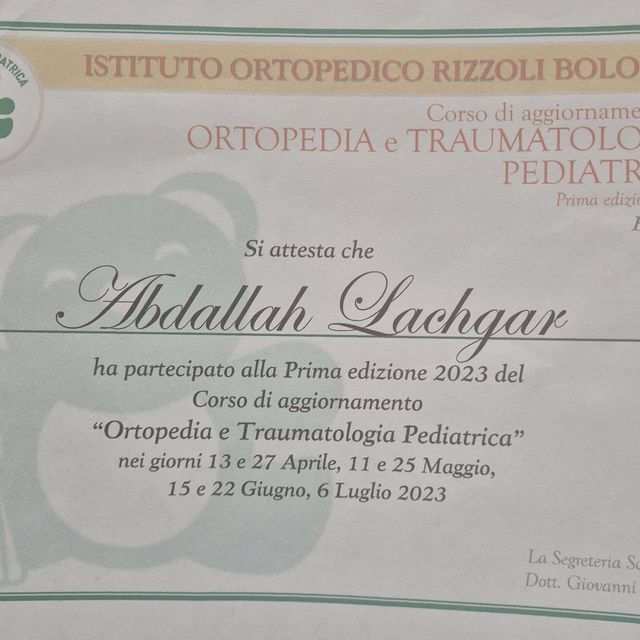 ATRICA
ISTITUTO ORTOPEDICO RIZZOLI BOLO
Corso di aggiorname
ORTOPEDIA e TRAUMATOLO
PEDIATR
Prima edizio
Si attesta che
Abdallah Lachgar
ha partecipato alla Prima edizione 2023 del
Corso di aggiornamento
“Ortopedia e Traumatologia Pediatrica”
nei giorni 13 e 27 Aprile, 11 e 25 Maggio,
15 e 22 Giugno, 6 Luglio 2023
La Segreteria Sc
Dott. Giovanni